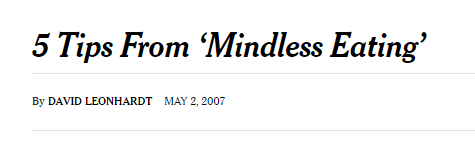 5 Tips From ‘Mindless Eating’
By DAVID LEONHARDT MAY 2, 2007